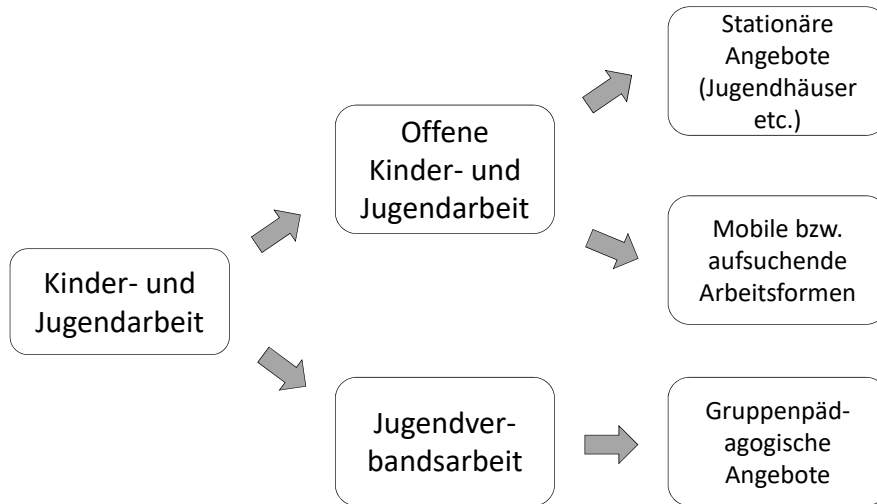 Kinder- und
Jugendarbeit
Offene
Kinder- und
Jugendarbeit
Jugendver-
bandsarbeit
Stationäre
Angebote
(Jugendhäuser
etc.)
Mobile bzw.
aufsuchende
Arbeitsformen
Gruppenpäd-
agogische
Angebote